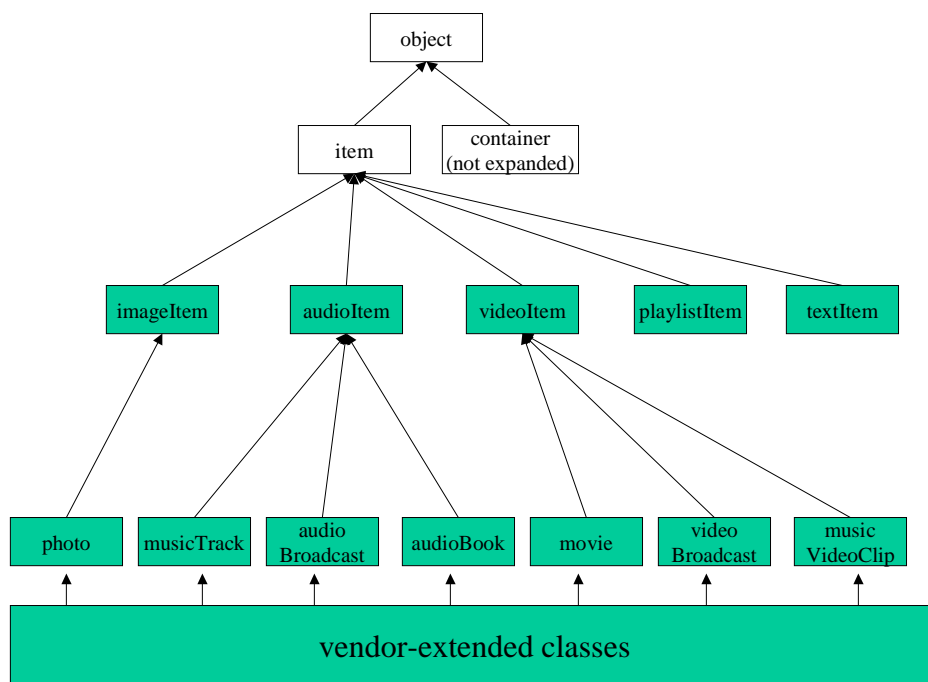 object
item
container
(not expanded)
imageItem
audioItem
videoItem
playlistItem
textItem
photo
musicTrack
audio
Broadcast
audioBook
movie
video
Broadcast
music
VideoClip
vendor-extended classes